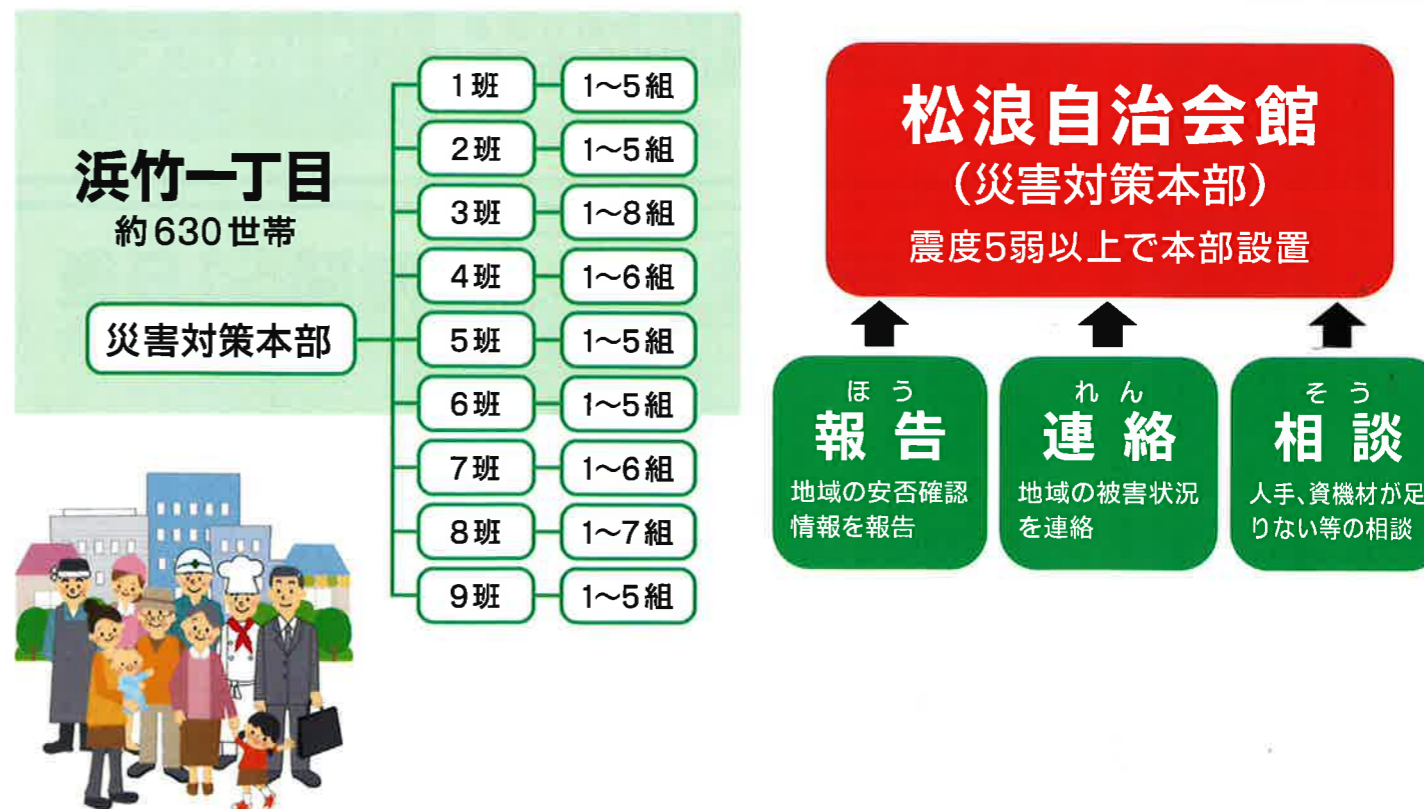 浜竹一丁目
約630世帯
災害対策本部
1班 1〜5組
2班 1〜5組
3班 1〜8組
4班 1〜6組
5班 1〜5組
6班 1〜5組
7班 1〜6組
8班 1〜7組
9班 1〜5組
松浪自治会館
(災害対策本部)
震度5弱以上で本部設置
ほう
報告
地域の安否確認
情報を報告
れん
連絡
地域の被害状況
を連絡
そう
相談
人手、資機材が足
りない等の相談